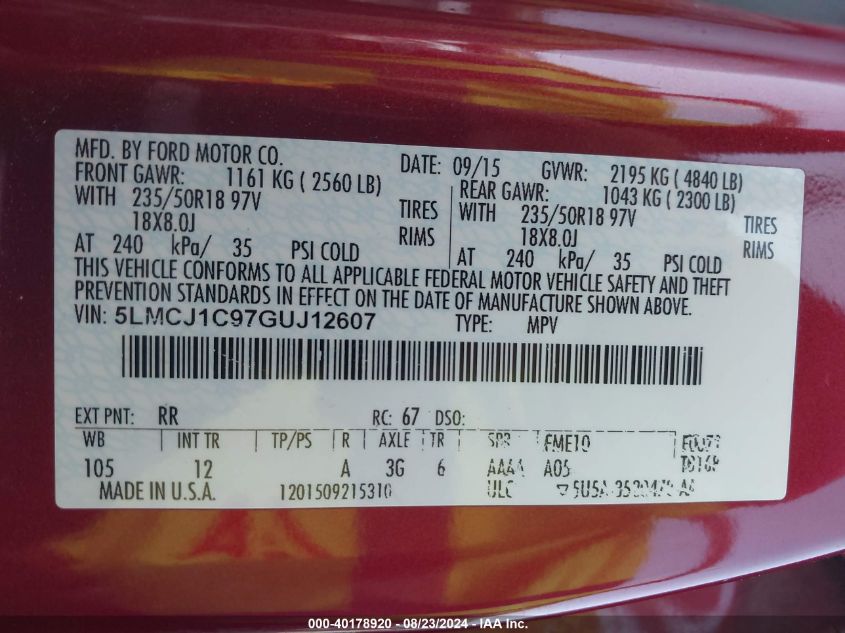 MFD. BY FORD MOTOR CO. DATE: 09/15 GVWR: 2195 KG ( 4840 LB)
FRONT GAWR: 1161 KG ( 2560 LB) REAR GAWR: 1043 KG ( 2300 LB)
WITH 235/50R18 97V TIRES WITH 235/50R18 97V TIRES
18X8.0J RIMS 18X8.0J RIMS
AT 240 kPa/ 35 PSI COLD AT 240 kPa/ 35 PSI COLD
THIS VEHICLE CONFORMS TO ALL APPLICABLE FEDERAL MOTOR VEHICLE SAFETY AND THEFT
PREVENTION STANDARDS IN EFFECT ON THE DATE OF MANUFACTURE SHOWN ABOVE.
VIN: 5LMCJ1C97GUJ12607 TYPE: MPV
EXT PNT: RR RC: 67 DSO:
WB INT TR TP/PS R AXLE TR SPR FME10
105 12 A 3G 6 AAAA A05
MADE IN U.S.A. 1201509215310 ULC
000-40178920 - 08/23/2024 - IAA Inc.